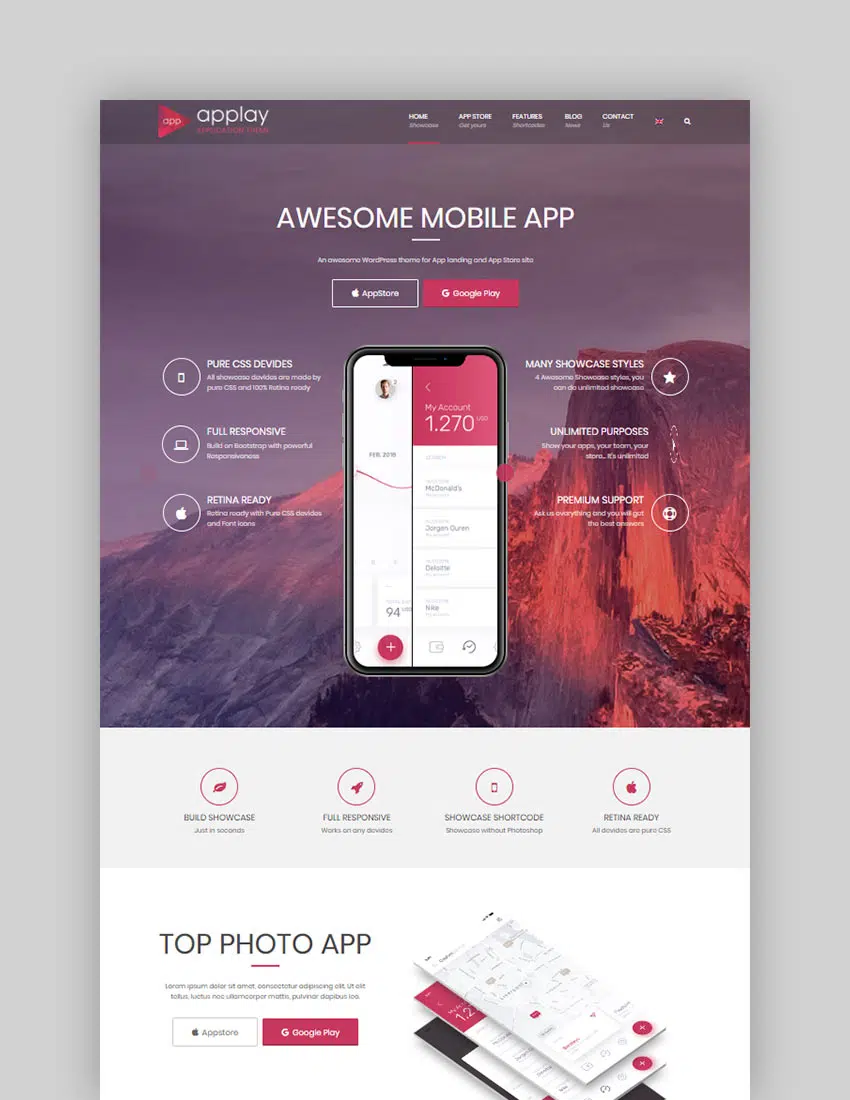 app
applay
APPLICATION THEME
HOME
Showcase
APP STORE
Get yours
FEATURES
Shortcodes
BLOG
News
CONTACT
Us
AWESOME MOBILE APP
An awesome WordPress theme for App landing and App Store site
AppStore
Google Play
PURE CSS DEVIDES
All showcase devides are made by
pure CSS and 100% Retina ready
FULL RESPONSIVE
Build on Bootstrap with powerful
Responsiveness
RETINA READY
Retina ready with Pure CSS devides
and Font icons
MANY SHOWCASE STYLES
4 Awesome Showcase styles, you
can do unlimited showcase
UNLIMITED PURPOSES
Show your apps, your team, your
store... it's unlimited
PREMIUM SUPPORT
Ask us everything and you will get
the best answers
2
FEB, 2018
94 USD
My Account
1.270 USD
SEARCH
McDonald's
Jorgen Guren
Deloitte
NRe
BUILD SHOWCASE
Just in seconds
FULL RESPONSIVE
Works on any devides
SHOWCASE SHORTCODE
Showcase without Photoshop
RETINA READY
All devides are pure CSS
TOP PHOTO APP
Lorem ipsum dolor sit amet, consectetur adipiscing elit. Ut elit
tellus, luctus nec ullamcorper mattis, pulvinar dapibus leo.
Appstore
Google Play